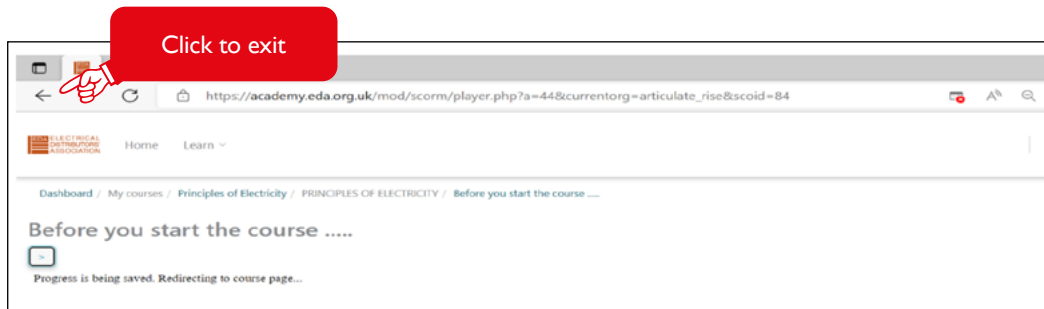 Click to exit
https://academy.eda.org.uk/mod/scorm/player.php?a=44&currentorg=articulate_rise&scoid=84
EDA ELECTRICAL
DISTRIBUTORS'
ASSOCIATION
Home Learn
Dashboard / My courses / Principles of Electricity / PRINCIPLES OF ELECTRICITY / Before you start the course .....
Before you start the course .....
>
Progress is being saved. Redirecting to course page...